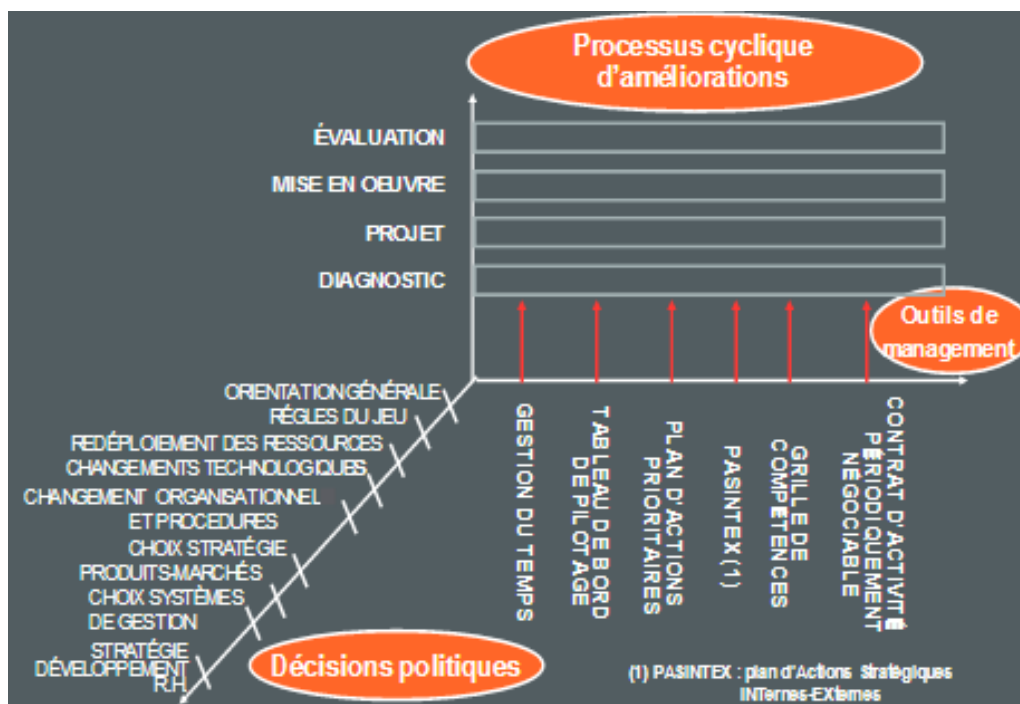 Processus cyclique
d'améliorations
ÉVALUATION
MISE EN OEUVRE
PROJET
DIAGNOSTIC
Outils de
management
ORIENTATION GÉNÉRALE
RÉGLES DU JEU
REDÉPLOIEMENT DES RESSOURCES
CHANGEMENTS TECHNOLOGIQUES
CHANGEMENT ORGANISATIONNEL
ET PROCEDURES
CHOIX STRATÉGIE
PRODUITS-MARCHÉS
CHOIX SYSTÈMES
DE GESTION
STRATÉGIE
DÉVELOPPEMENT
R.H.
GESTION DU TEMPS
TABLEAU DE BORD
DE PILOTAGE
PLAN D'ACTIONS
PRIORITAIRES
PASINTEX (1)
GRILLE DE
COMPÉTENCES
CONTRAT D'ACTIVITÉ
PÉRIODIQUEMENT
NÉGOCIABLE
Décisions politiques
(1) PASINTEX : plan d'Actions Stratégiques
INTernes-EXternes